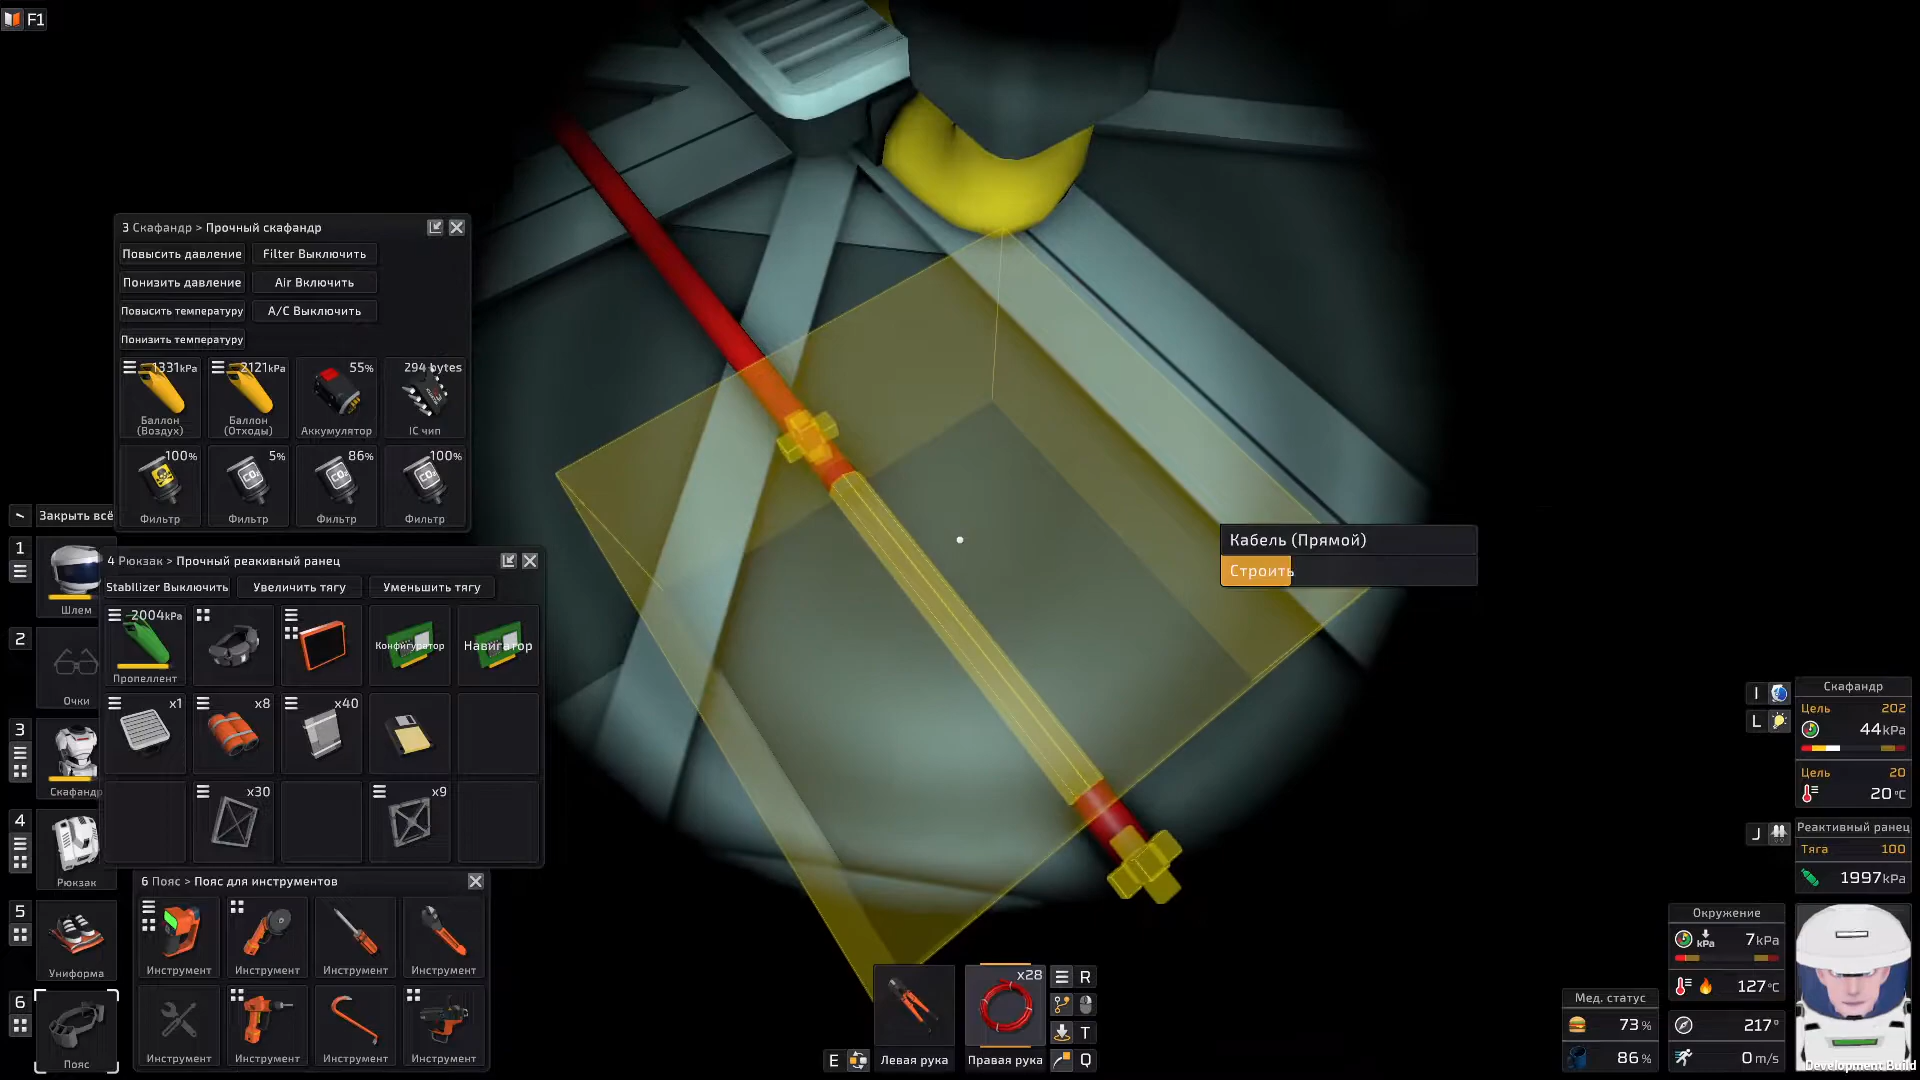 F1
3 Скафандр > Прочный скафандр
Повысить давление
Filter Выключить
Понизить давление
Air Включить
Повысить температуру
A/C Выключить
Понизить температуру
1331kPa
Баллон
(Воздух)
2121kPa
Баллон
(Отходы)
55%
Аккумулятор
294 bytes
IC чип
100%
Фильтр
5%
Фильтр
86%
Фильтр
100%
Фильтр
~ Закрыть всё
1
Шлем
2
Очки
3
Скафандр
4
Рюкзак
5
Униформа
6
Пояс
4 Рюкзак > Прочный реактивный ранец
Stabilizer Выключить
Увеличить тягу
Уменьшить тягу
2004kPa
Пропеллент
Конфигуратор
Навигатор
x1
x8
x40
x30
x9
6 Пояс > Пояс для инструментов
Инструмент
Инструмент
Инструмент
Инструмент
Инструмент
Инструмент
Инструмент
Инструмент
Кабель (Прямой)
Строить
E
Левая рука
x28
Правая рука
R
T
Q
I
L
J
Скафандр
Цель 202
44kPa
Цель 20
20°C
Реактивный ранец
Тяга 100
1997kPa
Окружение
kPa
7kPa
127°C
Мед. статус
73%
86%
217°
0m/s
Development Build